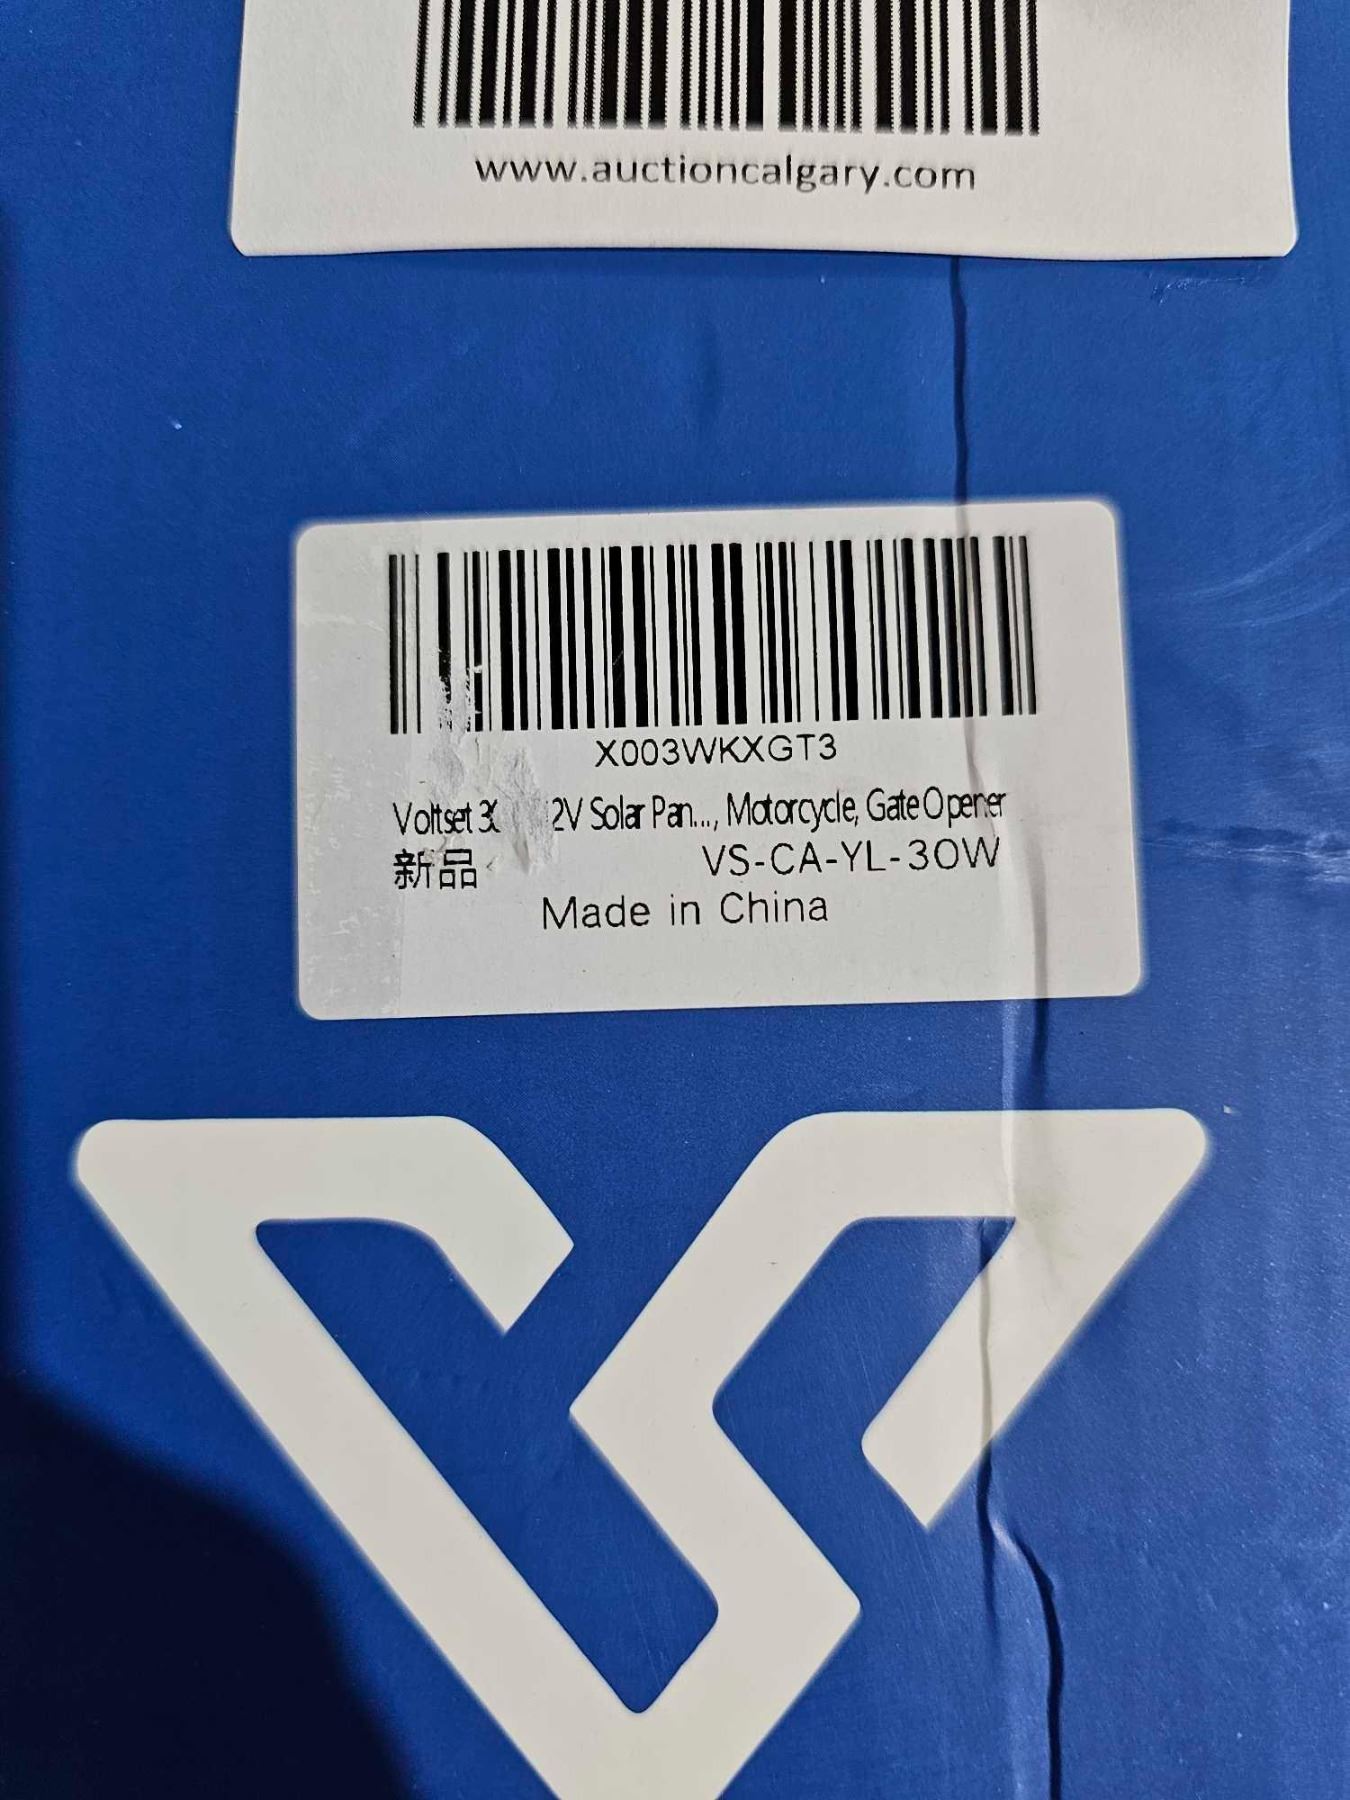 www.auctioncalgary.com
X003WKXGT3
Voltset 2V Solar Pan..., Motorcycle, Gate Opener
新品 VS-CA-YL-30W
Made in China